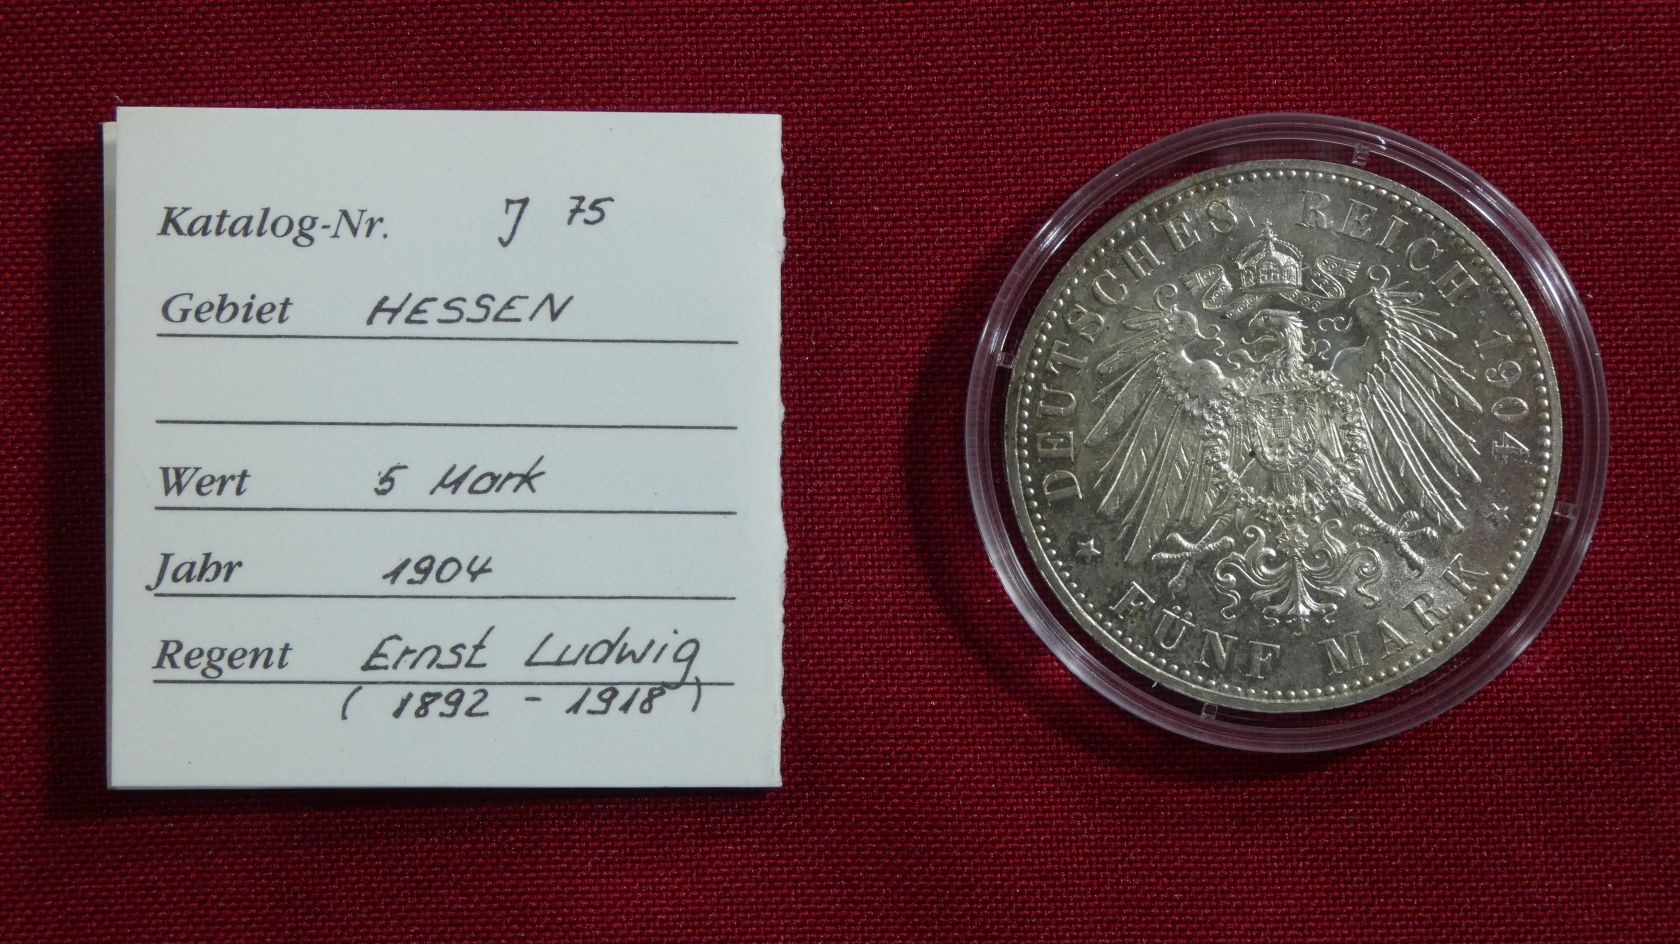 Katalog-Nr. J 75
Gebiet HESSEN
Wert 5 Mark
Jahr 1904
Regent Ernst Ludwig
(1892 - 1918)
DEUTSCHES REICH 1904
FÜNF MARK